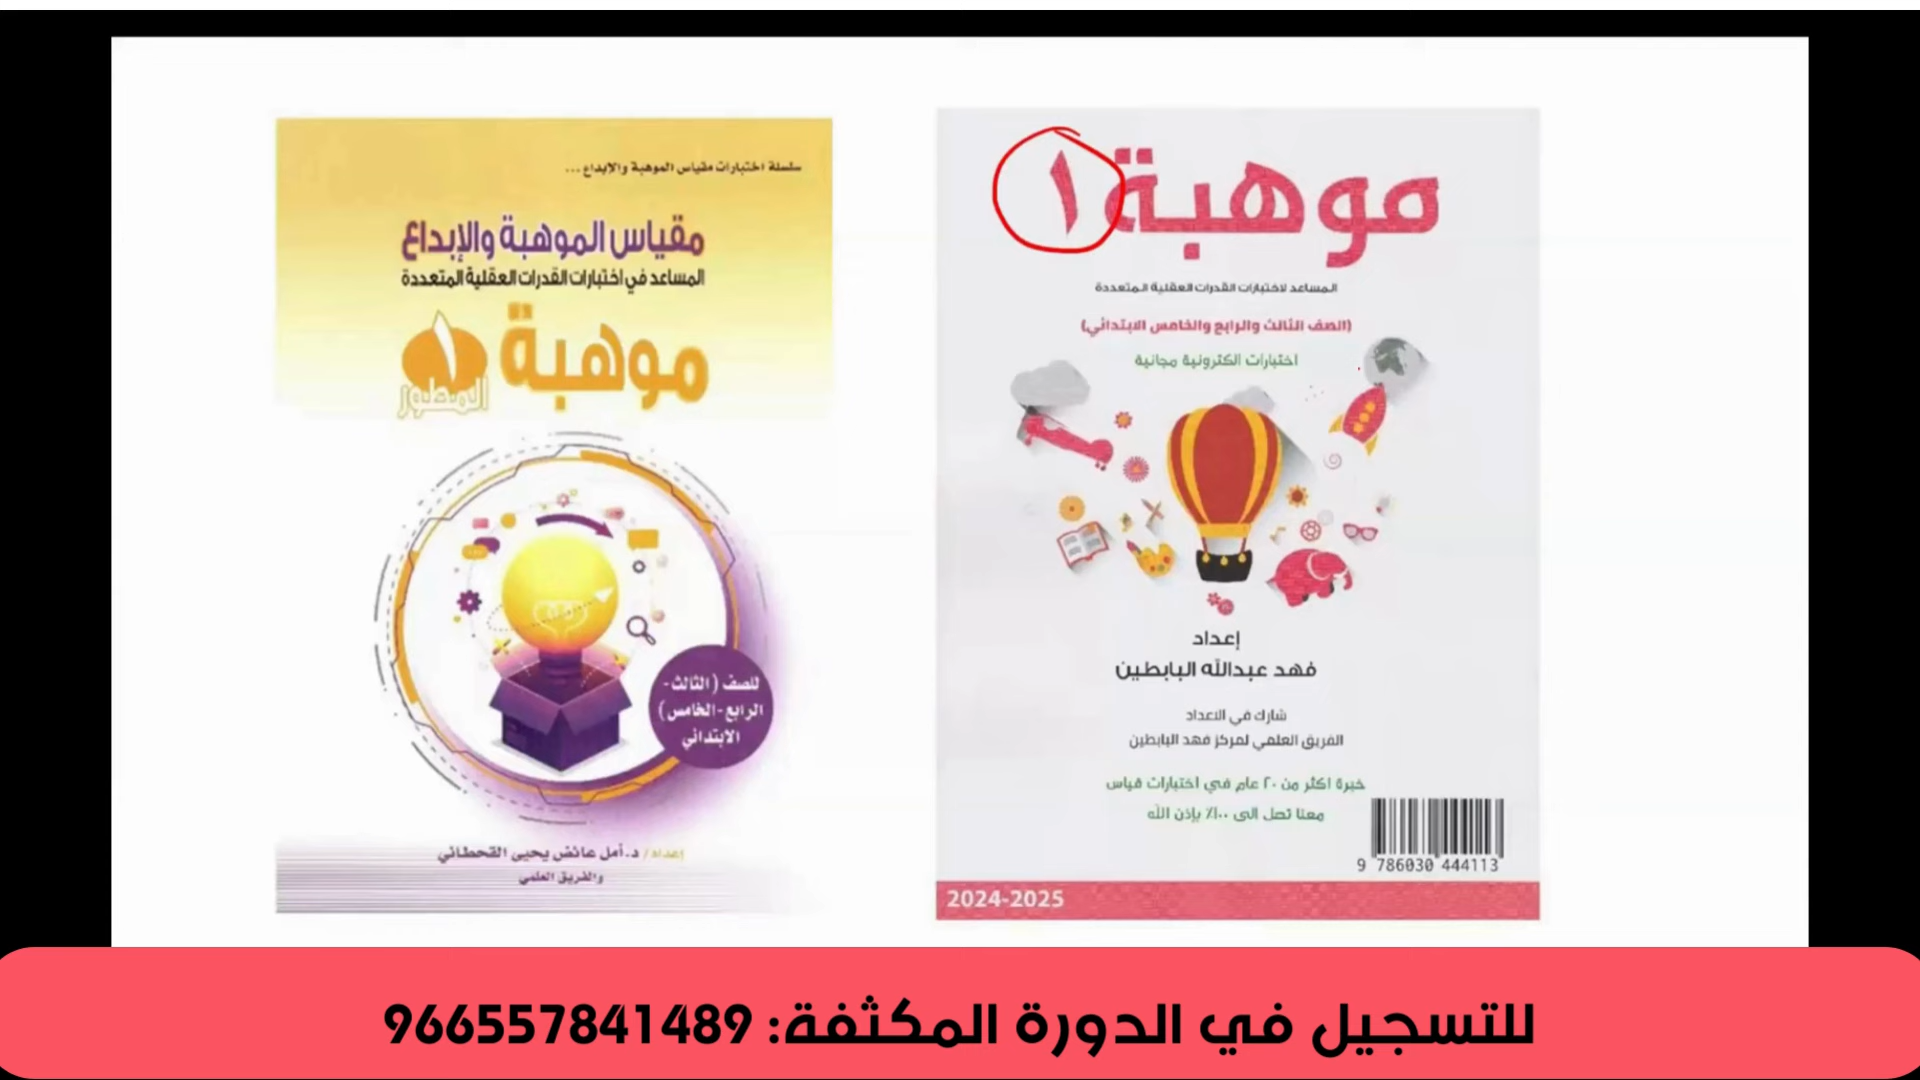 سلسلة اختبارات مقياس الموهبة والإبداع...
مقياس الموهبة والإبداع
المساعد في اختبارات القدرات العقلية المتعددة
موهبة ١
المطور
للصف (الثالث-
الرابع-الخامس)
الابتدائي
إعداد / د.أمل عائض يحيى القحطاني
والفريق العلمي
موهبة ١
المساعد لاختبارات القدرات العقلية المتعددة
(الصف الثالث والرابع والخامس الابتدائي)
اختبارات الكترونية مجانية
إعداد
فهد عبدالله البابطين
شارك في الاعداد
الفريق العلمي لمركز فهد البابطين
خبرة اكثر من ٢٠ عام في اختبارات قياس
معنا تصل الى ١٠٠٪ بإذن الله
9 786030 444113
2024-2025
للتسجيل في الدورة المكثفة: 966557841489